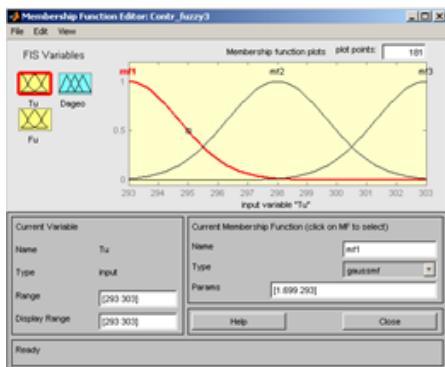 Membership Function Editor: Contr_fuzzy3
File Edit View
FIS Variables
Membership function plots plot points: 181
Tu Dageo
Fu
mf1 mf2 mf3
1
0.5
0
293 294 295 296 297 298 299 300 301 302 303
input variable "Tu"
Current Variable
Name Tu
Type input
Range [293 303]
Display Range [293 303]
Current Membership Function (click on MF to select)
Name mf1
Type gaussmf
Params [1.699 293]
Help Close
Ready